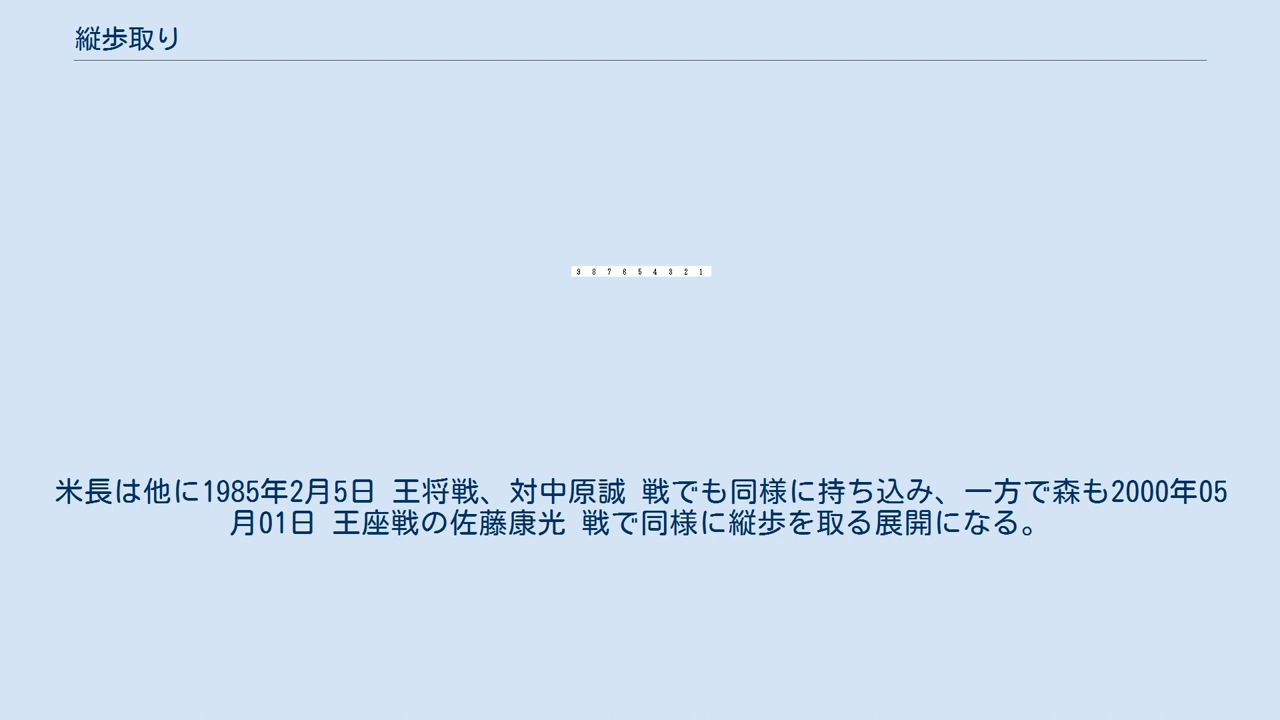 縦歩取り
9 8 7 6 5 4 3 2 1
米長は他に1985年2月5日 王将戦、対中原誠 戦でも同様に持ち込み、一方で森も2000年05
月01日 王座戦の佐藤康光 戦で同様に縦歩を取る展開になる。